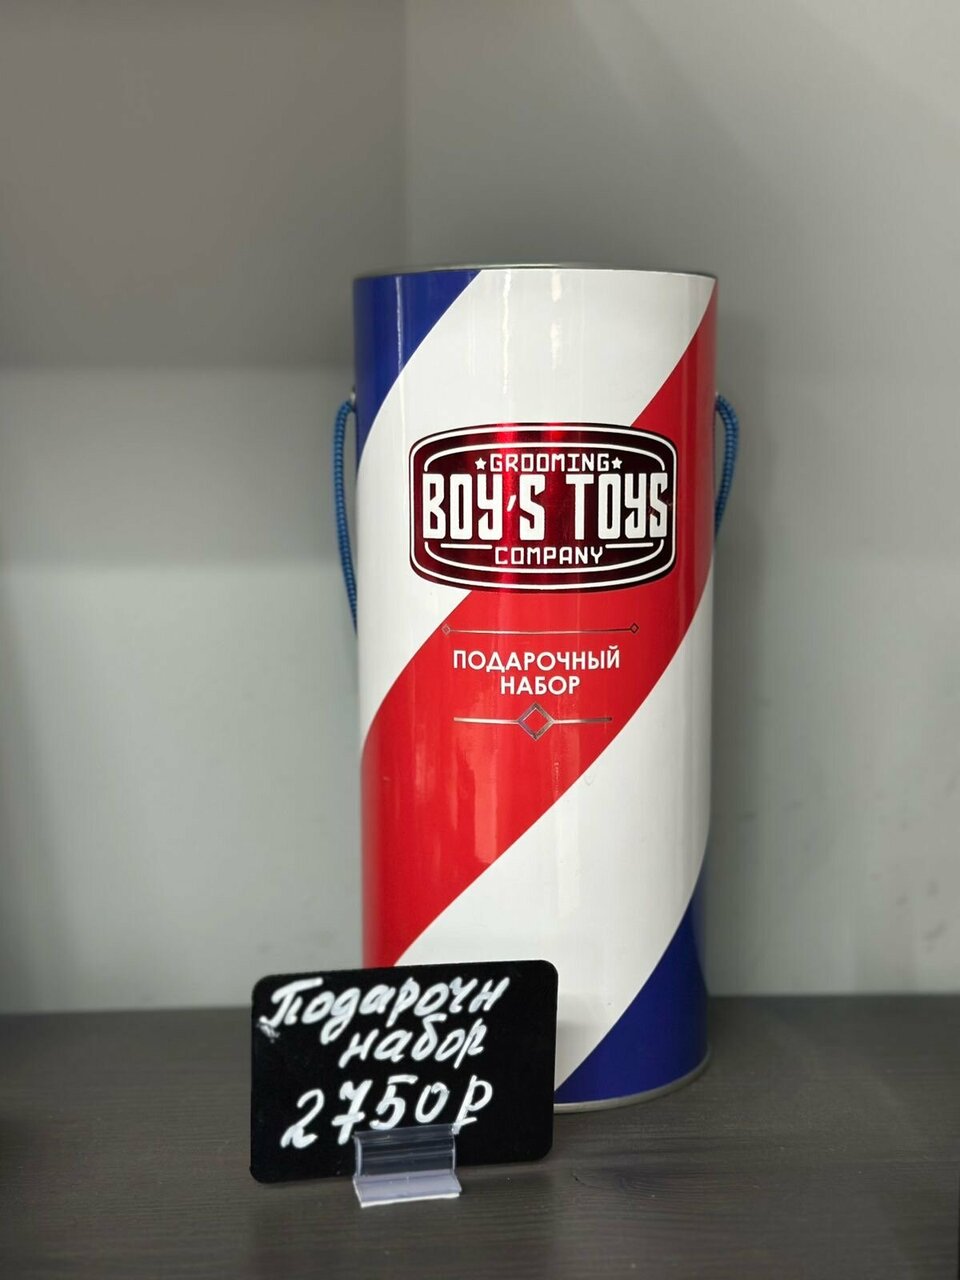 GROOMING
BOY'S TOYS
COMPANY
ПОДАРОЧНЫЙ
НАБОР
Подарочн
набор
2750р